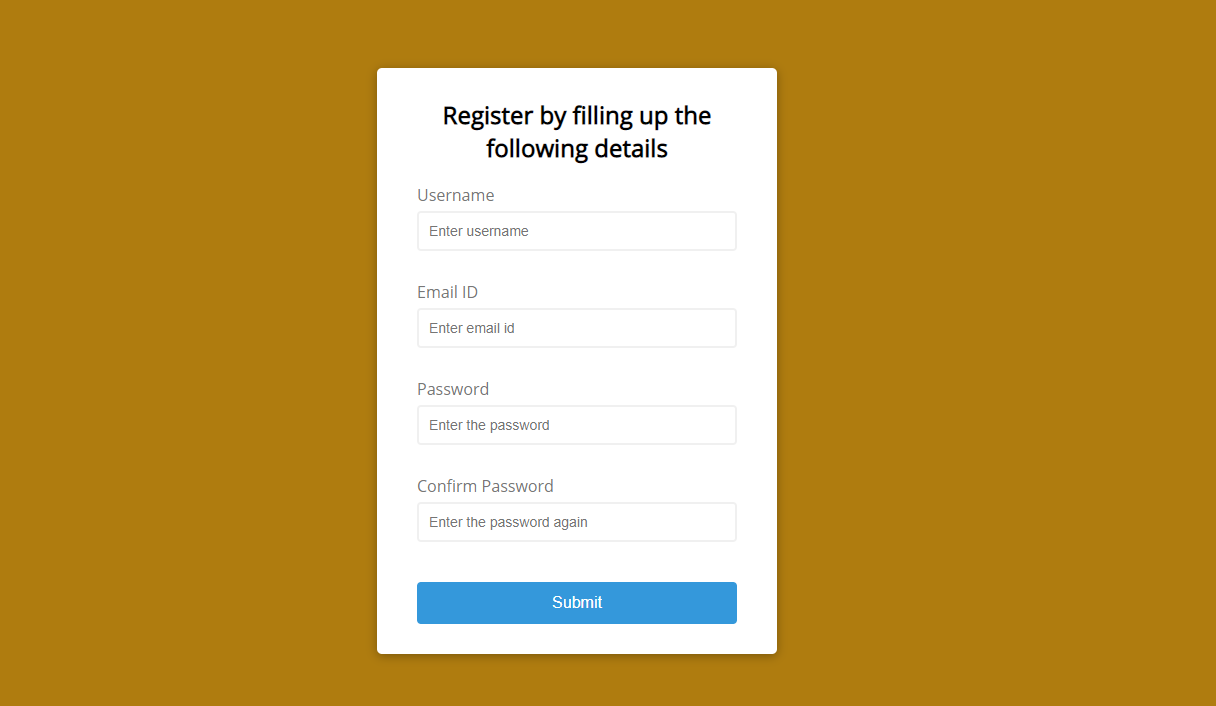 Register by filling up the
following details
Username
Enter username
Email ID
Enter email id
Password
Enter the password
Confirm Password
Enter the password again
Submit